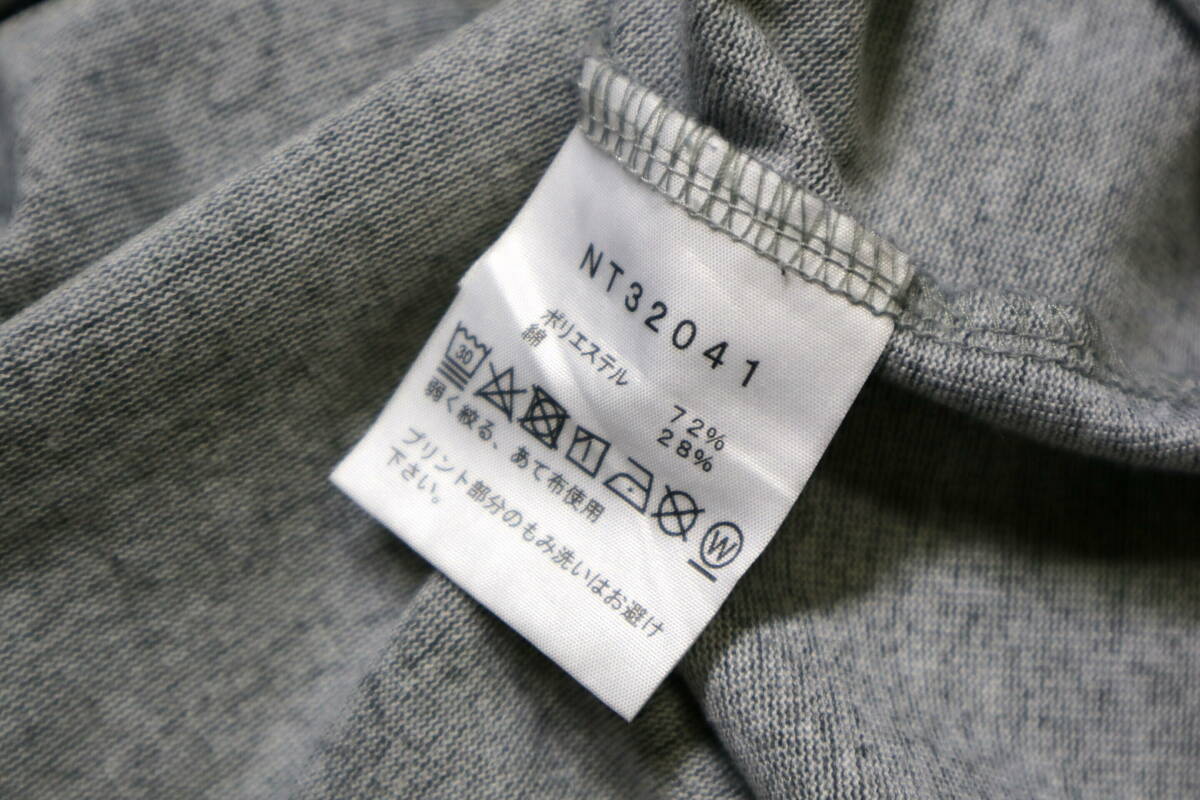 NT32041
ポリエステル 72%
綿 28%
30 W
弱く絞る、あて布使用
プリント部分のもみ洗いはお避け
下さい。